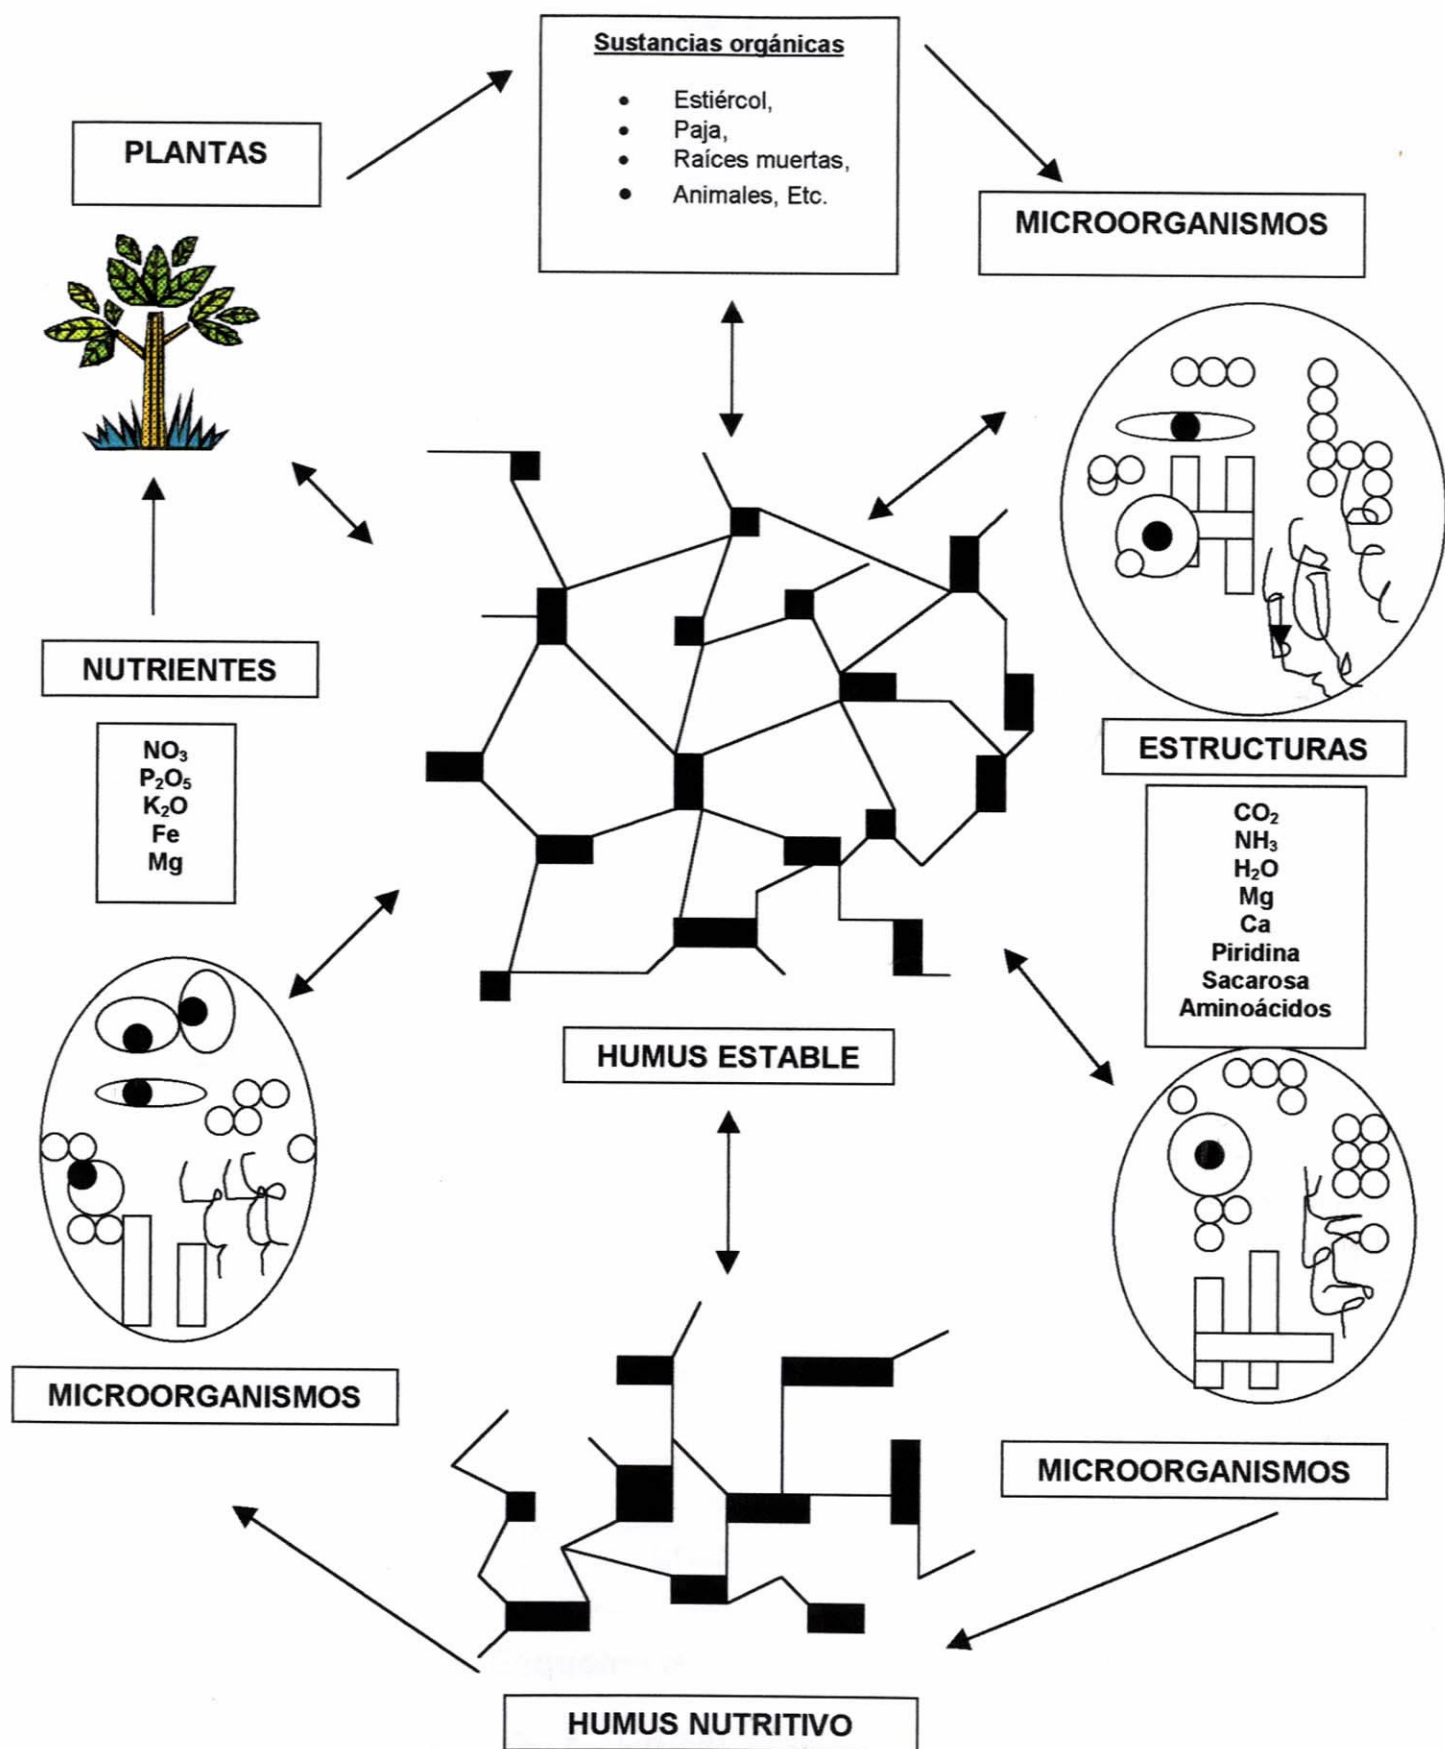 Sustancias orgánicas
• Estiércol,
• Paja,
• Raíces muertas,
• Animales, Etc.
PLANTAS
MICROORGANISMOS
NUTRIENTES
NO₃
P₂O₅
K₂O
Fe
Mg
ESTRUCTURAS
CO₂
NH₃
H₂O
Mg
Ca
Piridina
Sacarosa
Aminoácidos
HUMUS ESTABLE
MICROORGANISMOS
MICROORGANISMOS
HUMUS NUTRITIVO